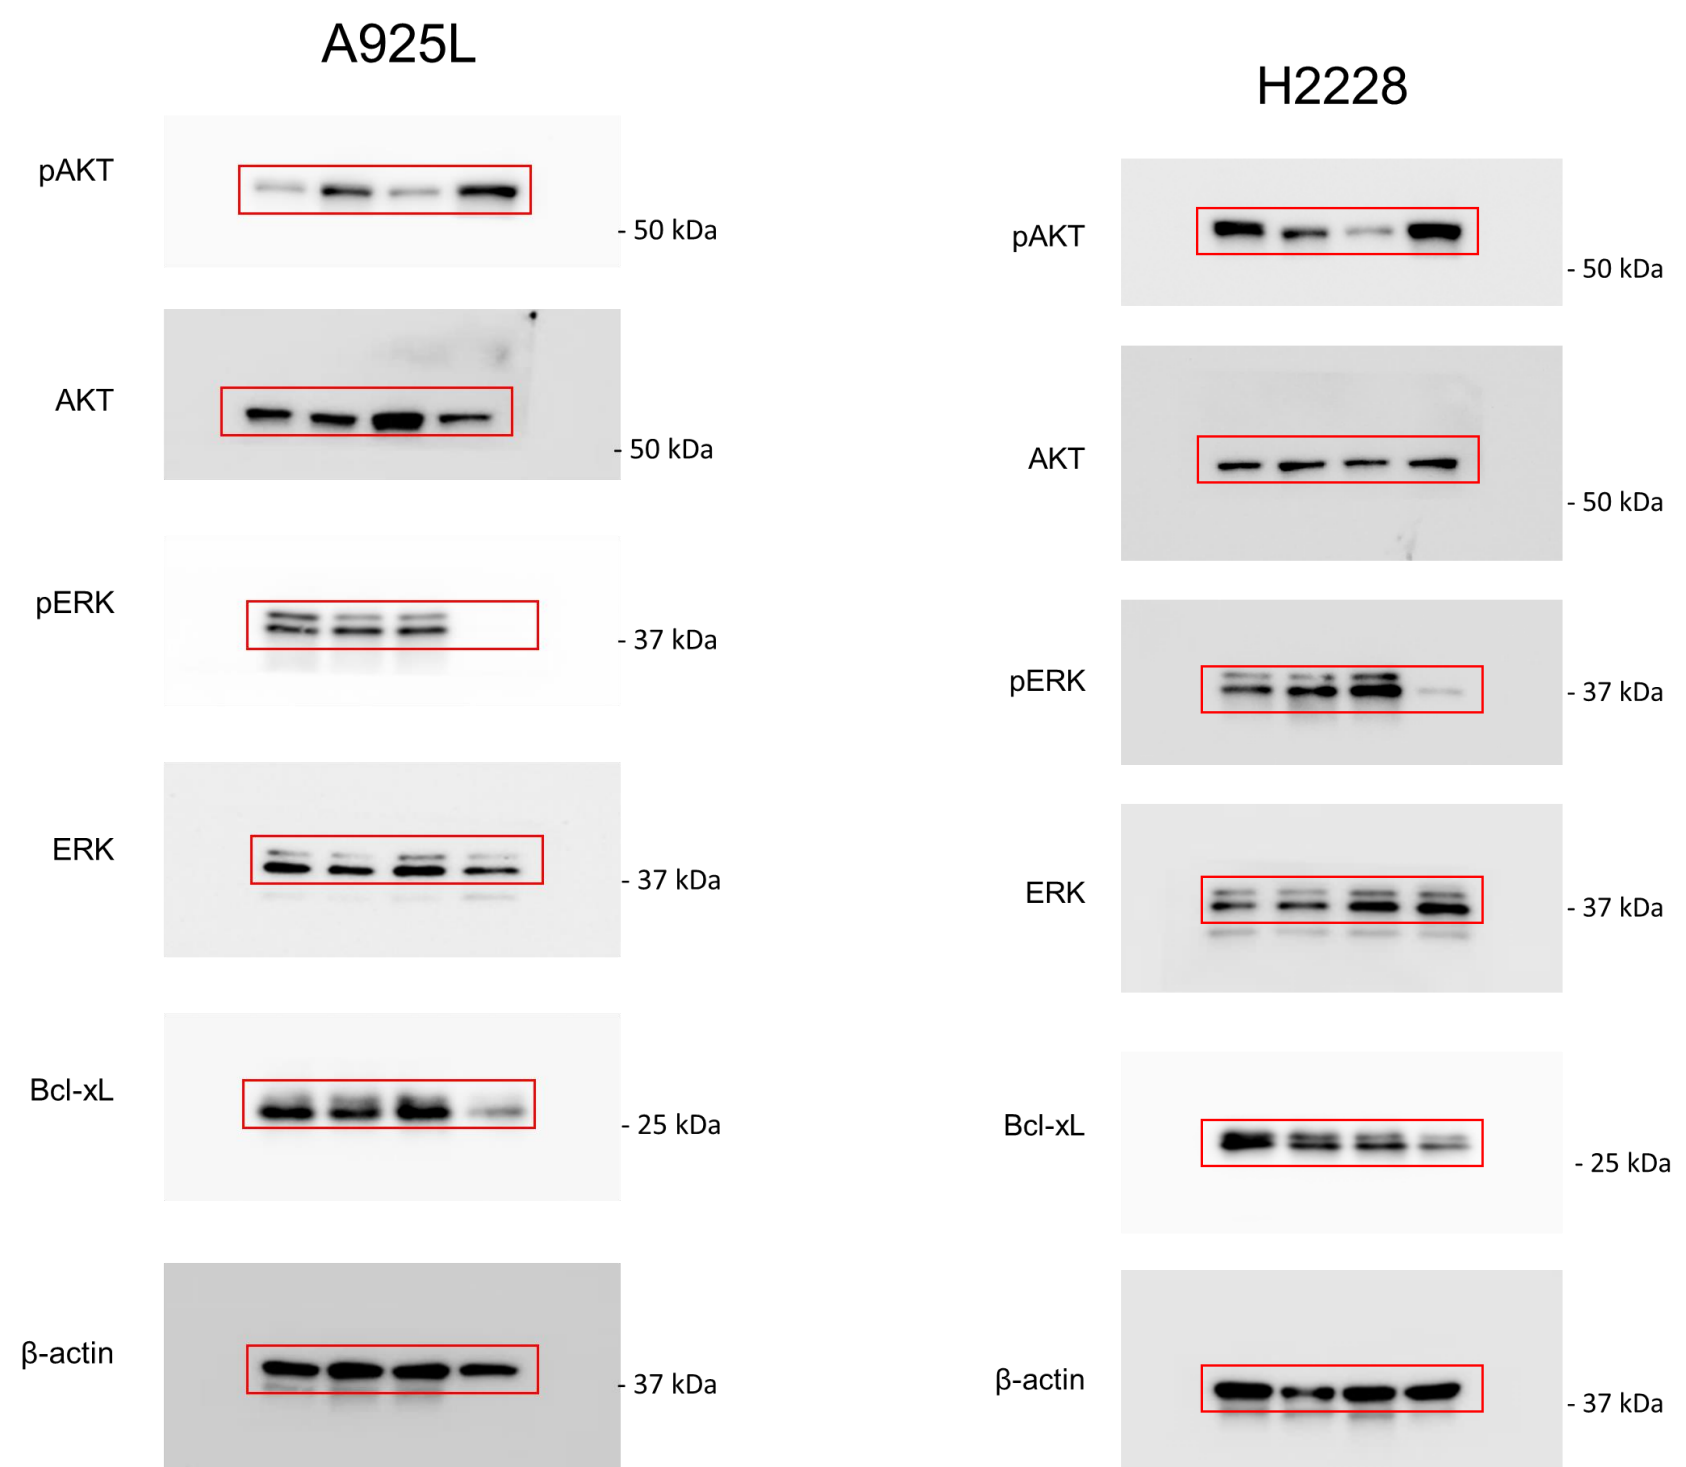 A925L
pAKT
- 50 kDa
AKT
- 50 kDa
pERK
- 37 kDa
ERK
- 37 kDa
Bcl-xL
- 25 kDa
β-actin
- 37 kDa
H2228
pAKT
- 50 kDa
AKT
- 50 kDa
pERK
- 37 kDa
ERK
- 37 kDa
Bcl-xL
- 25 kDa
β-actin
- 37 kDa